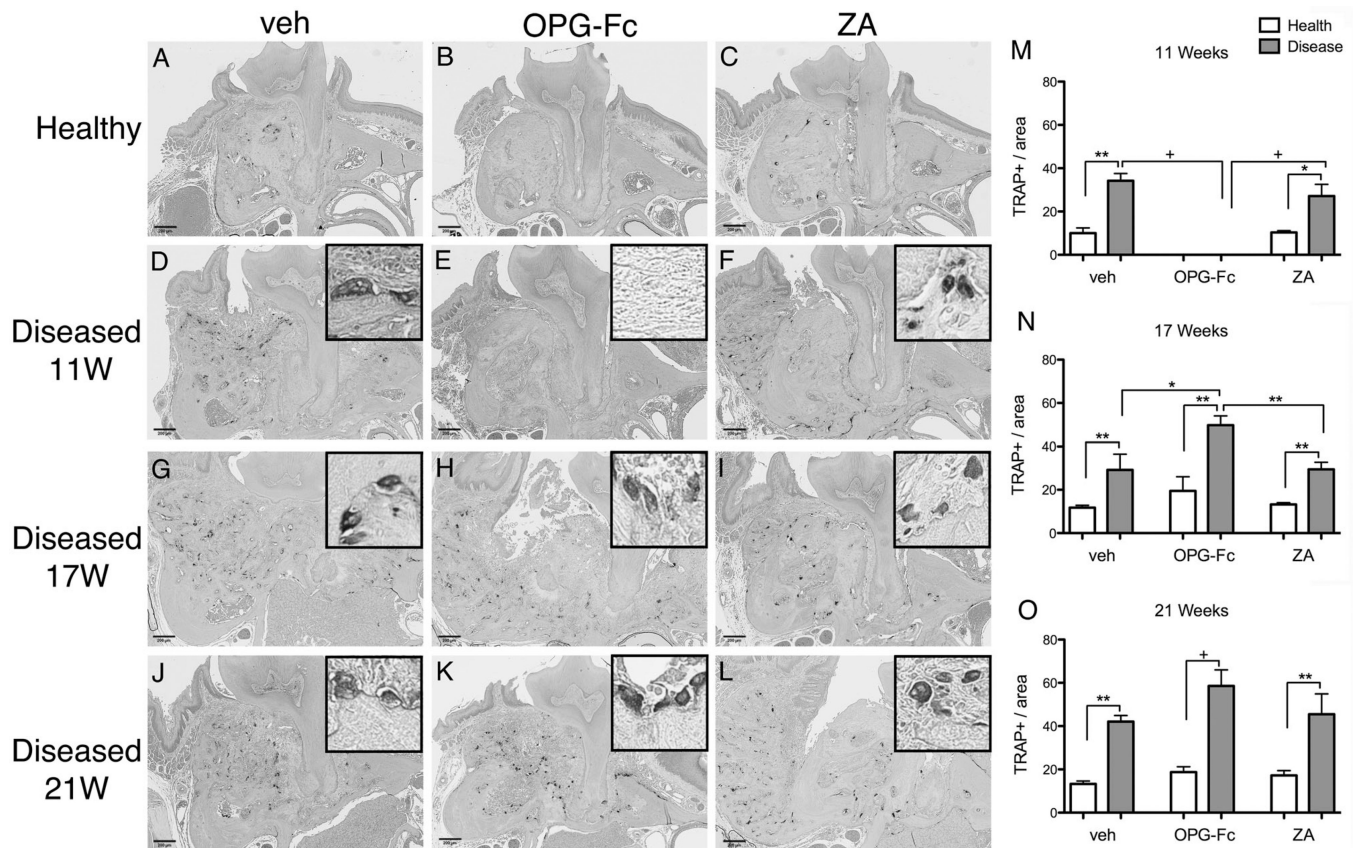 veh OPG-Fc ZA
Healthy
A
B
C
Diseased
11W
D
E
F
Diseased
17W
G
H
I
Diseased
21W
J
K
L
200 µm
Health
Disease
M
11 Weeks
TRAP+ / area
80
60
40
20
0
**
+
+
*
veh OPG-Fc ZA
N
17 Weeks
TRAP+ / area
80
60
40
20
0
**
*
**
**
**
veh OPG-Fc ZA
O
21 Weeks
TRAP+ / area
80
60
40
20
0
**
+
**
veh OPG-Fc ZA